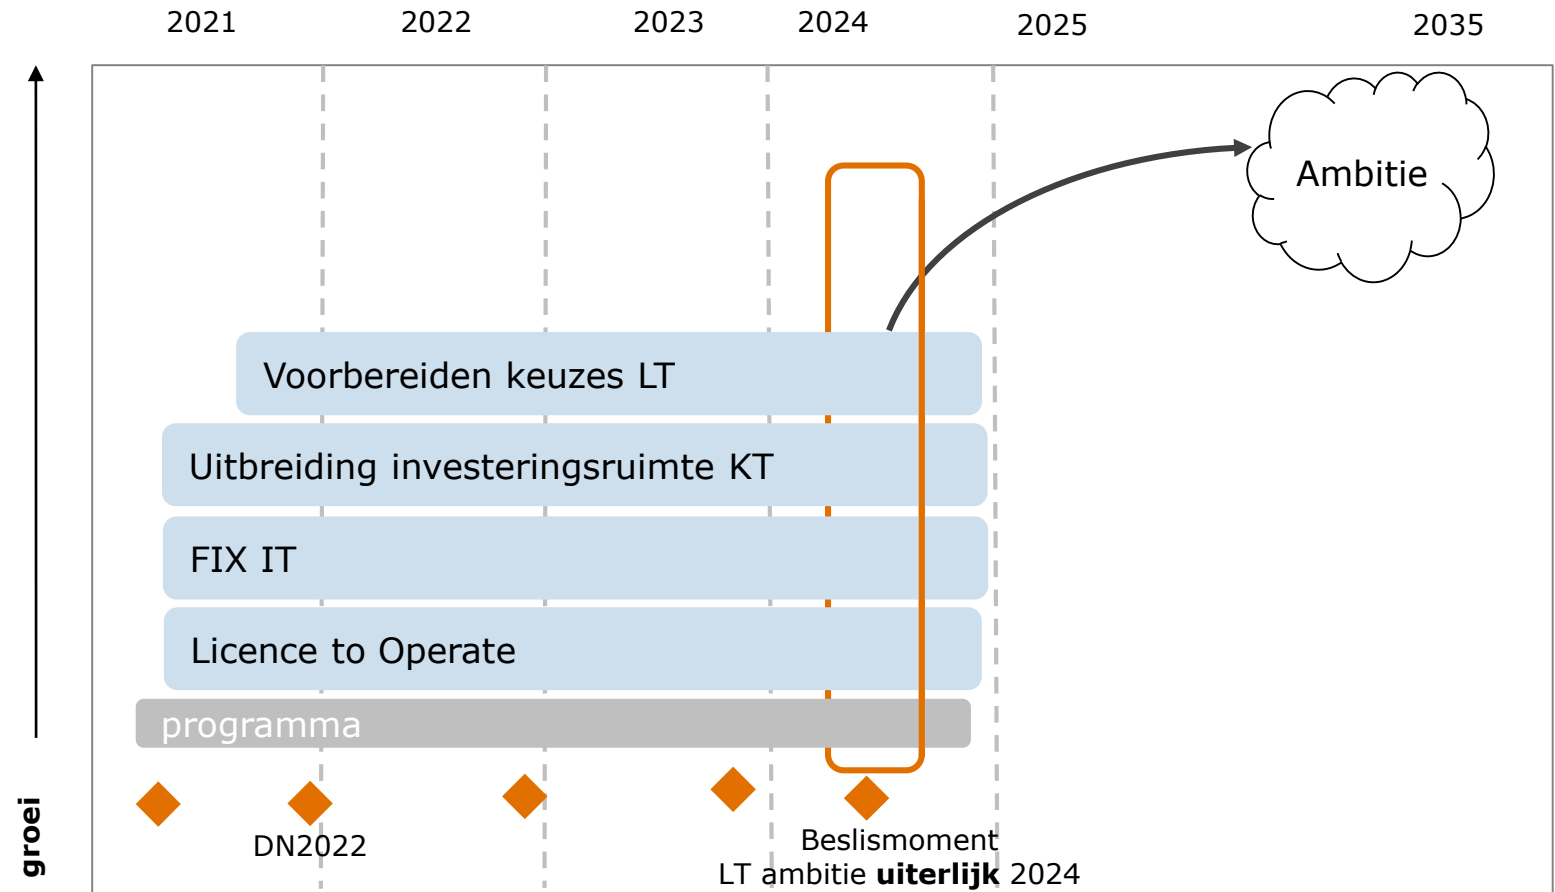 2021 2022 2023 2024 2025 2035
Ambitie
Voorbereiden keuzes LT
Uitbreiding investeringsruimte KT
FIX IT
Licence to Operate
programma
groei
DN2022
Beslismoment
LT ambitie uiterlijk 2024